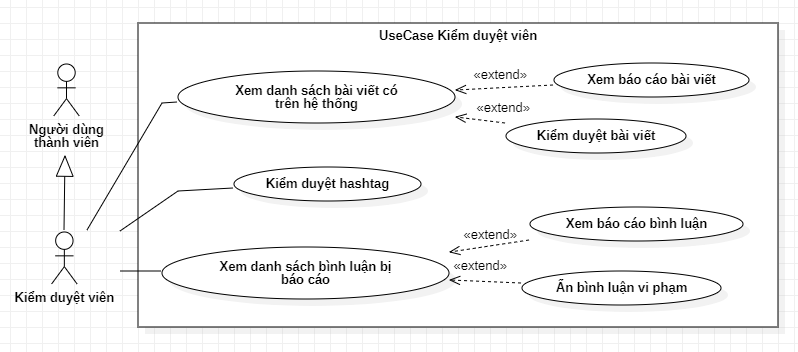 UseCase Kiểm duyệt viên
Người dùng
thành viên
Kiểm duyệt viên
Xem danh sách bài viết có
trên hệ thống
«extend»
Xem báo cáo bài viết
«extend»
Kiểm duyệt bài viết
Kiểm duyệt hashtag
Xem danh sách bình luận bị
báo cáo
«extend»
Xem báo cáo bình luận
«extend»
Ẩn bình luận vi phạm